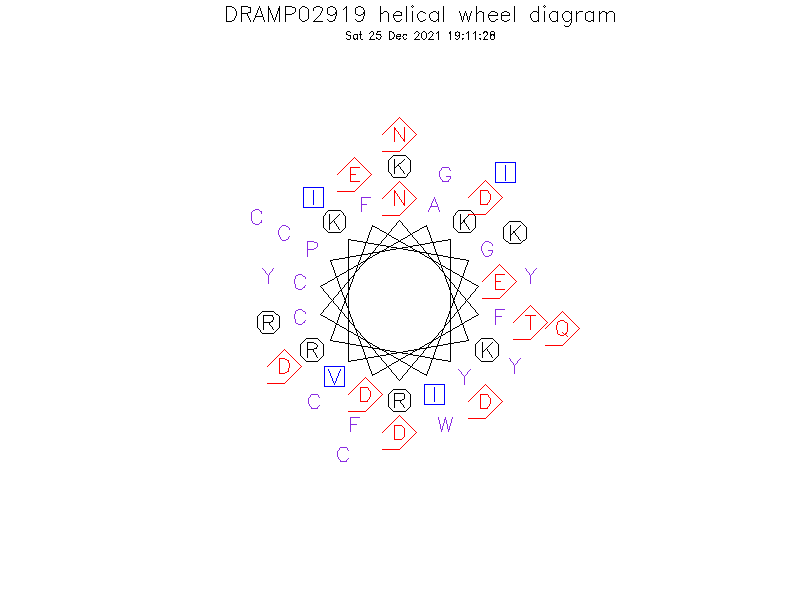 DRAMP02919 helical wheel diagram
Sat 25 Dec 2021 19:11:28
N
E K G I
I F N A D
C K K K
C P G
Y C E Y
R C F T Q
D R K Y
V Y
C D R I D
F D W
C